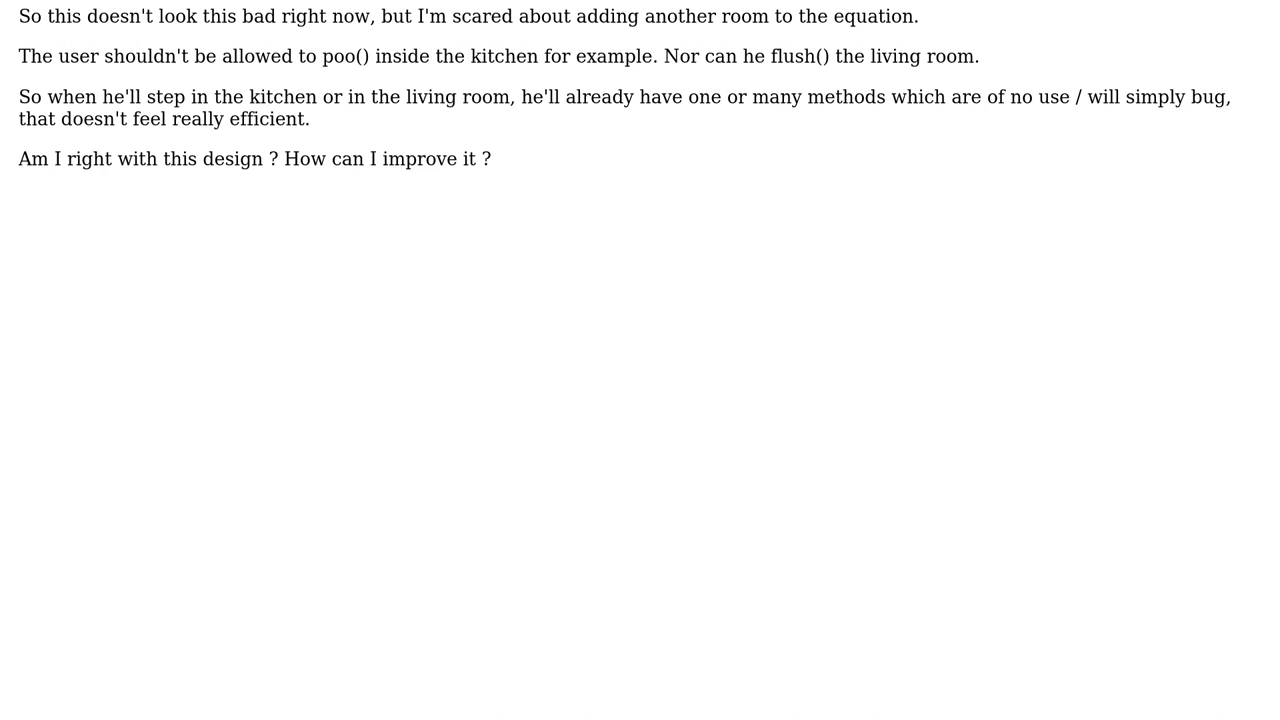 So this doesn't look this bad right now, but I'm scared about adding another room to the equation.
The user shouldn't be allowed to poo() inside the kitchen for example. Nor can he flush() the living room.
So when he'll step in the kitchen or in the living room, he'll already have one or many methods which are of no use / will simply bug,
that doesn't feel really efficient.
Am I right with this design ? How can I improve it ?